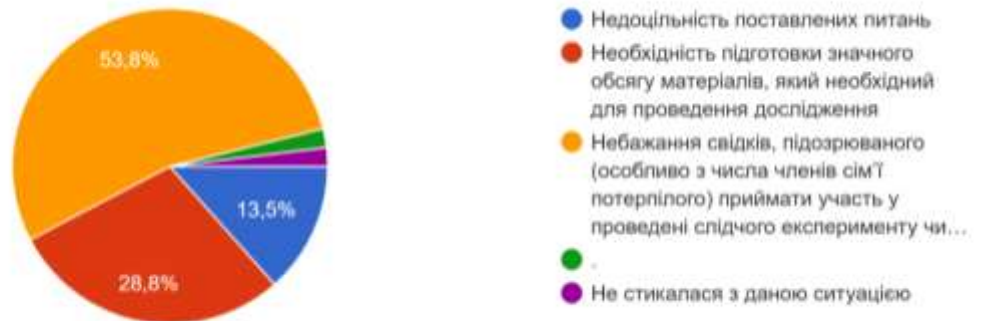 53,8%
13,5%
28,8%
Недоцільність поставлених питань
Необхідність підготовки значного
обсягу матеріалів, який необхідний
для проведення дослідження
Небажання свідків, підозрюваного
(особливо з числа членів сім'ї
потерпілого) приймати участь у
проведені слідчого експерименту чи…
.
Не стикалася з даною ситуацією